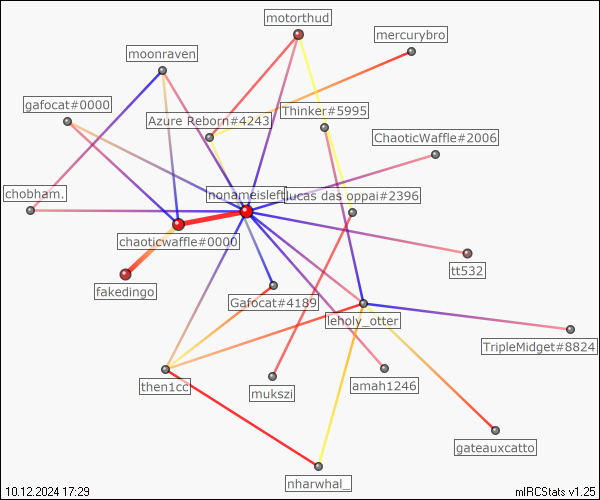 motorthud
mercurybro
moonraven
gafocat#0000
Azure Reborn#4243
Thinker#5995
ChaoticWaffle#2006
chobham.
nonameisleft
lucas das oppai#2396
chaoticwaffle#0000
tt532
fakedingo
Gafocat#4189
leholy_otter
TripleMidget#8824
then1cc
mukszi
amah1246
gateauxcatto
nharwhal_
10.12.2024 17:29
mIRCStats v1.25